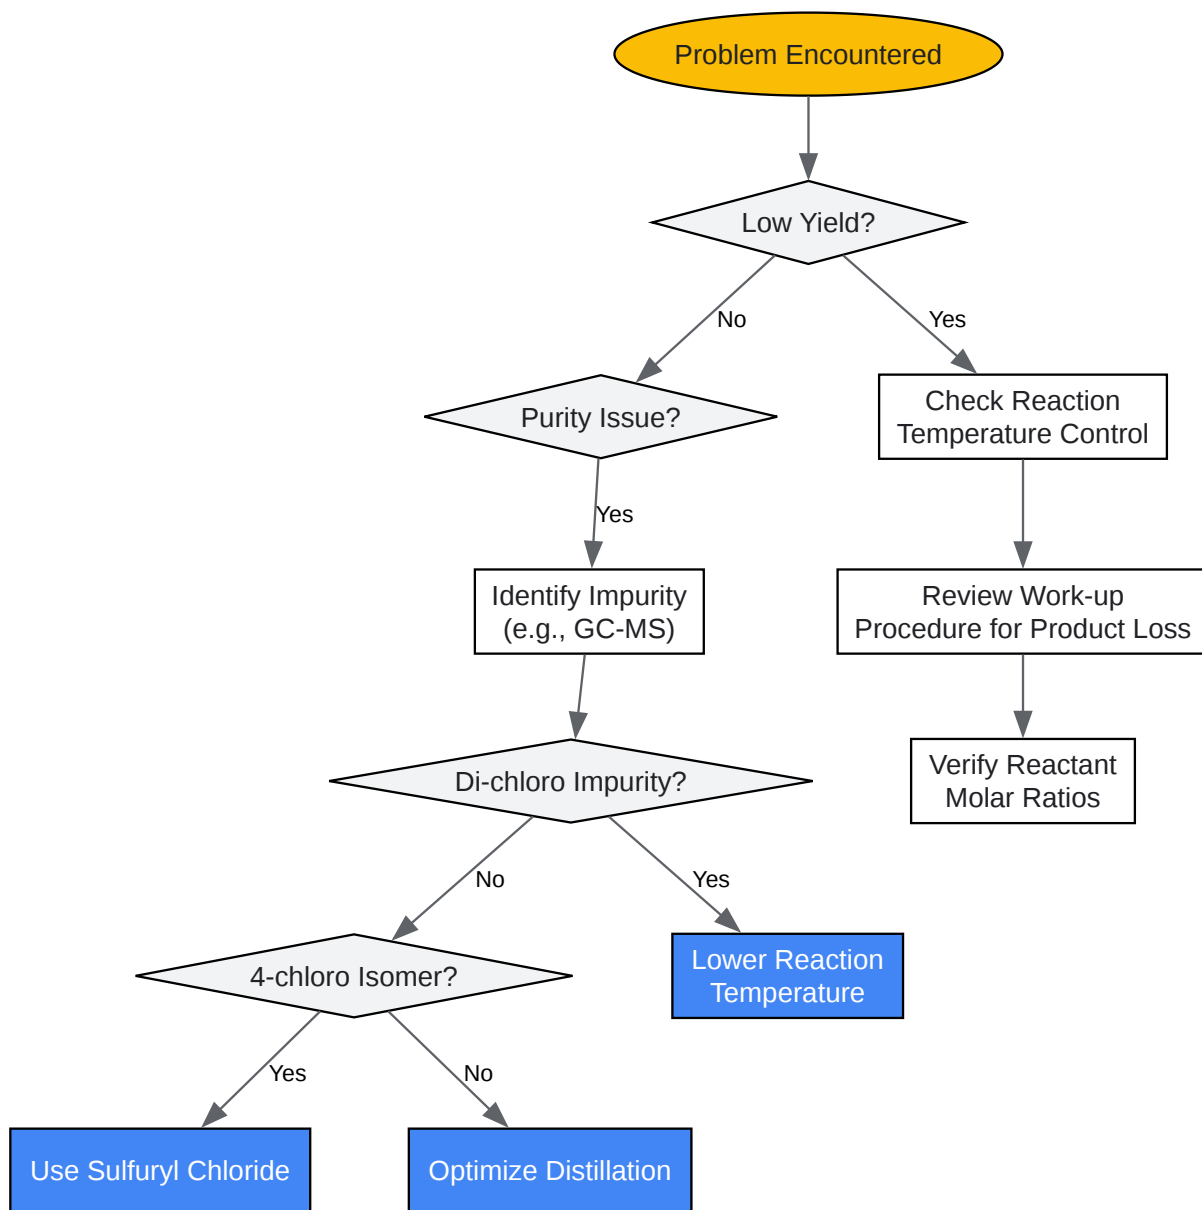 Problem Encountered
Low Yield?
No
Yes
Purity Issue?
Check Reaction
Temperature Control
Yes
Identify Impurity
(e.g., GC-MS)
Review Work-up
Procedure for Product Loss
Di-chloro Impurity?
Verify Reactant
Molar Ratios
No
Yes
4-chloro Isomer?
Lower Reaction
Temperature
Yes
No
Use Sulfuryl Chloride
Optimize Distillation